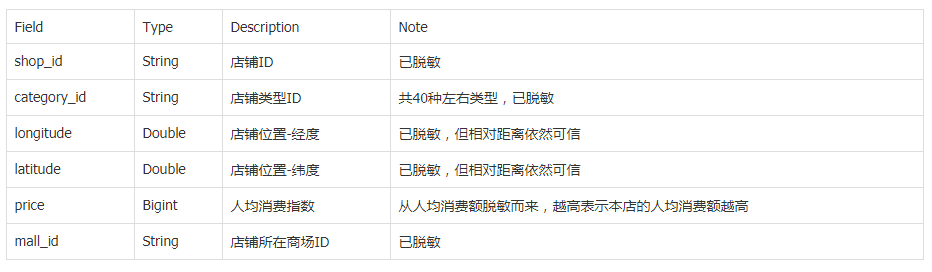 Field Type Description Note
shop_id String 店铺ID 已脱敏
category_id String 店铺类型ID 共40种左右类型，已脱敏
longitude Double 店铺位置-经度 已脱敏，但相对距离依然可信
latitude Double 店铺位置-纬度 已脱敏，但相对距离依然可信
price Bigint 人均消费指数 从人均消费额脱敏而来，越高表示本店的人均消费额越高
mall_id String 店铺所在商场ID 已脱敏